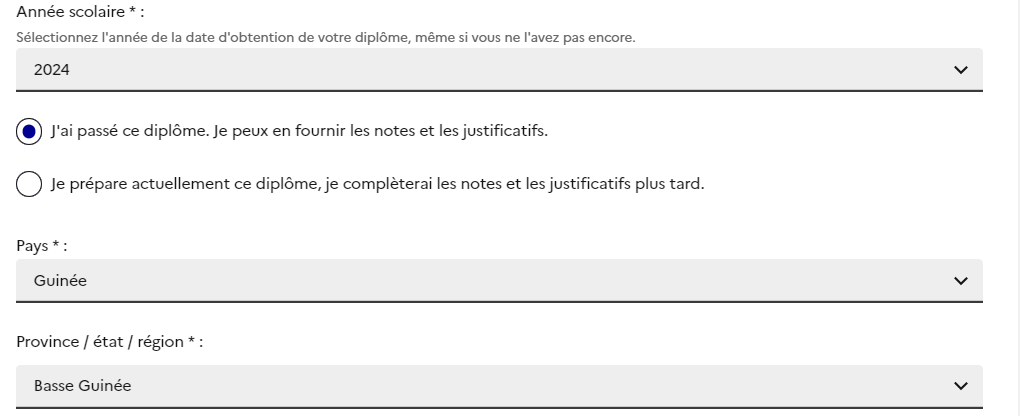 Année scolaire * :
Sélectionnez l'année de la date d'obtention de votre diplôme, même si vous ne l'avez pas encore.
2024
J'ai passé ce diplôme. Je peux en fournir les notes et les justificatifs.
Je prépare actuellement ce diplôme, je complèterai les notes et les justificatifs plus tard.
Pays * :
Guinée
Province / état / région * :
Basse Guinée